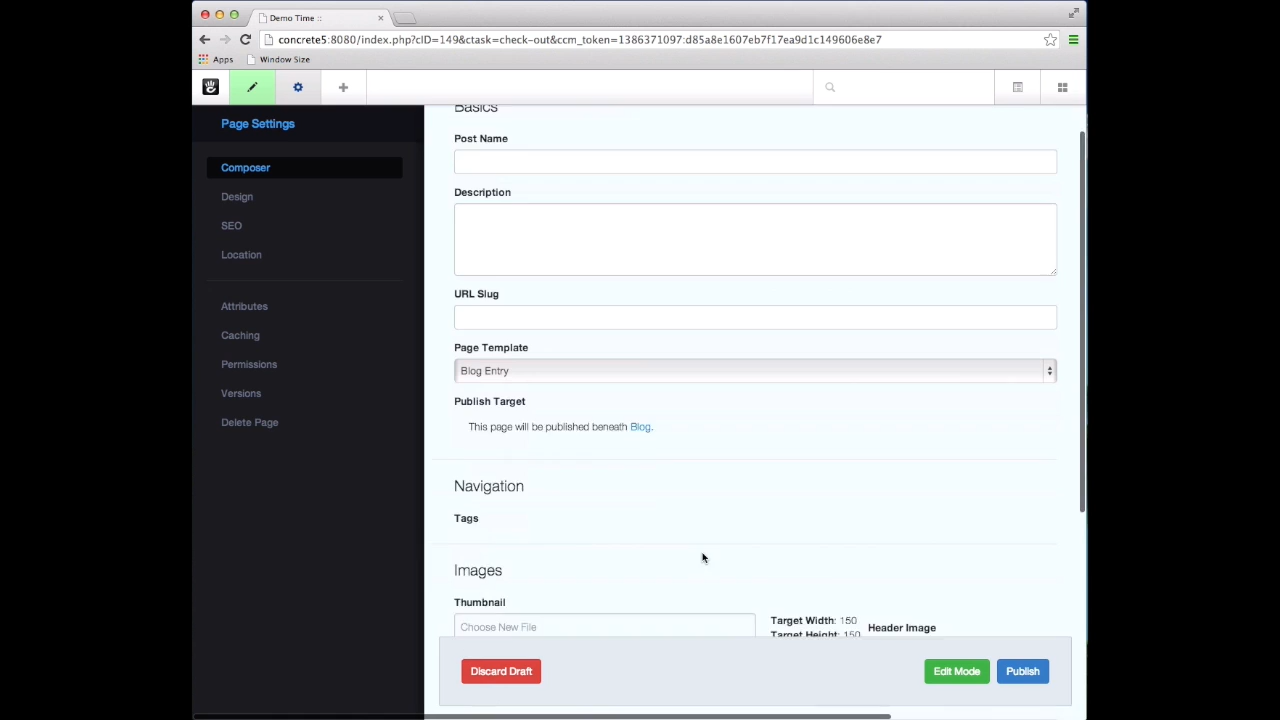 Demo Time ::
concrete5:8080/index.php?cID=149&ctask=check-out&ccm_token=1386371097:d85a8e1607eb7f17ea9d1c149606e8e7
Apps
Window Size
Page Settings
Composer
Design
SEO
Location
Attributes
Caching
Permissions
Versions
Delete Page
Basics
Post Name
Description
URL Slug
Page Template
Blog Entry
Publish Target
This page will be published beneath Blog.
Navigation
Tags
Images
Thumbnail
Choose New File
Target Width: 150
Target Height: 150
Header Image
Discard Draft
Edit Mode
Publish